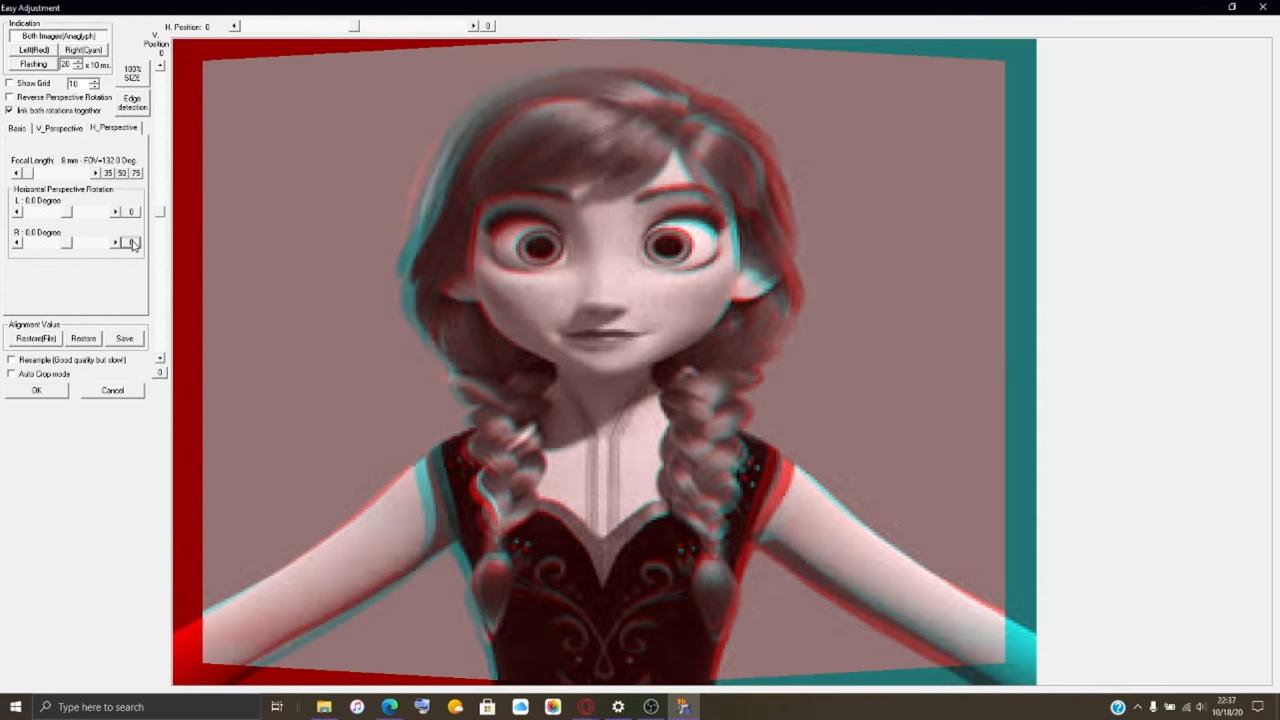 Easy Adjustment
Indication
Both Images(Anaglyph)
Left(Red) Right(Cyan)
Flashing 20 x 10 ms.
V. Position 0
H. Position: 0
0
100% SIZE
Show Grid 10
Reverse Perspective Rotation
link both rotations together
Edge detection
Basic V_Perspective H_Perspective
Focal Length: 8 mm - FOV=132.0 Deg.
35 50 75
Horizontal Perspective Rotation
L : 0.0 Degree
0
R : 0.0 Degree
Alignment Value
Restore(File) Restore Save
Resample (Good quality but slow!)
Auto Crop mode
0
OK Cancel
Type here to search
22:37
10/18/20